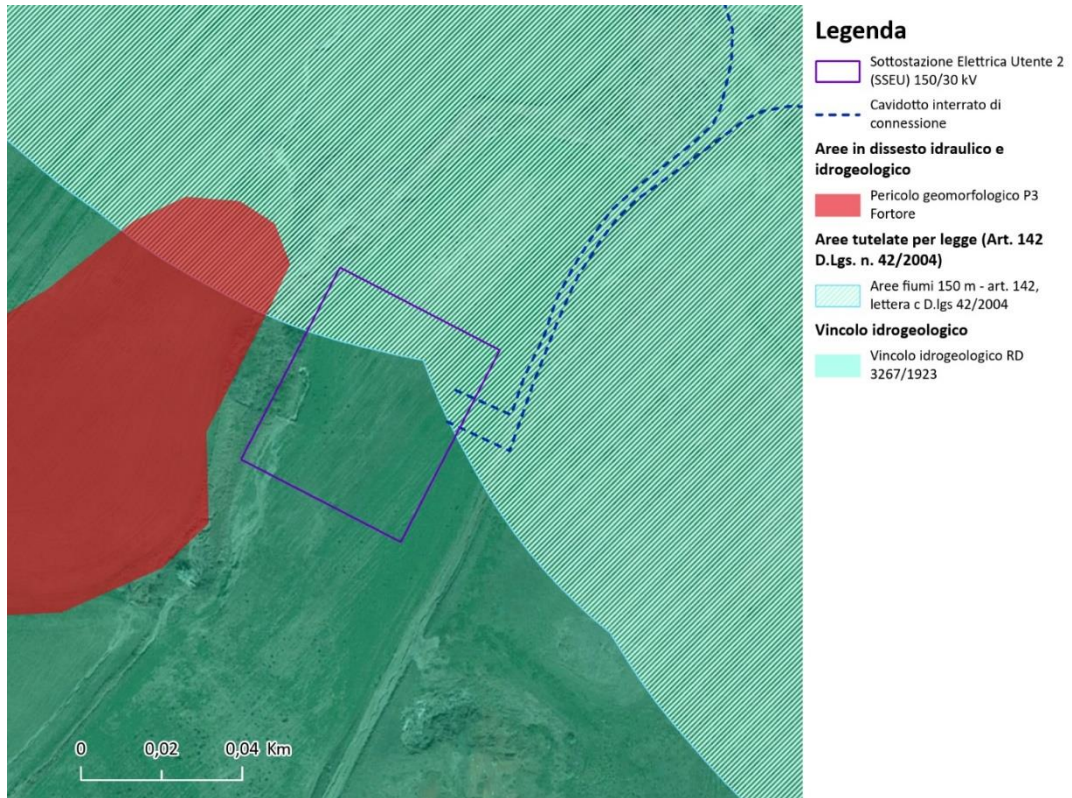 Legenda
Sottostazione Elettrica Utente 2
(SSEU) 150/30 kV
Cavidotto interrato di
connessione
Aree in dissesto idraulico e
idrogeologico
Pericolo geomorfologico P3
Fortore
Aree tutelate per legge (Art. 142
D.Lgs. n. 42/2004)
Aree fiumi 150 m - art. 142,
lettera c D.lgs 42/2004
Vincolo idrogeologico
Vincolo idrogeologico RD
3267/1923
0 0,02 0,04 Km